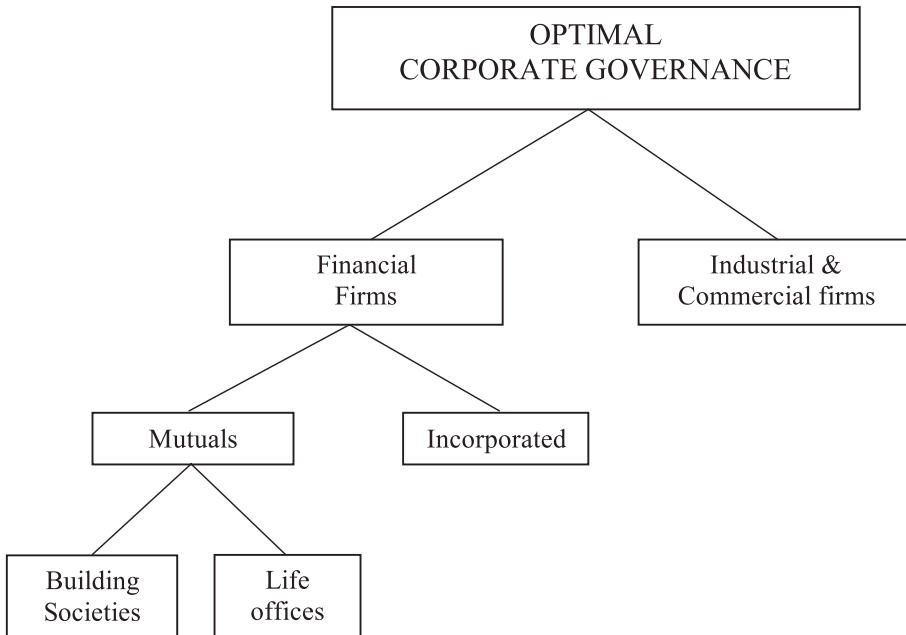 OPTIMAL
CORPORATE GOVERNANCE
Financial
Firms
Industrial &
Commercial firms
Mutuals
Incorporated
Building
Societies
Life
offices